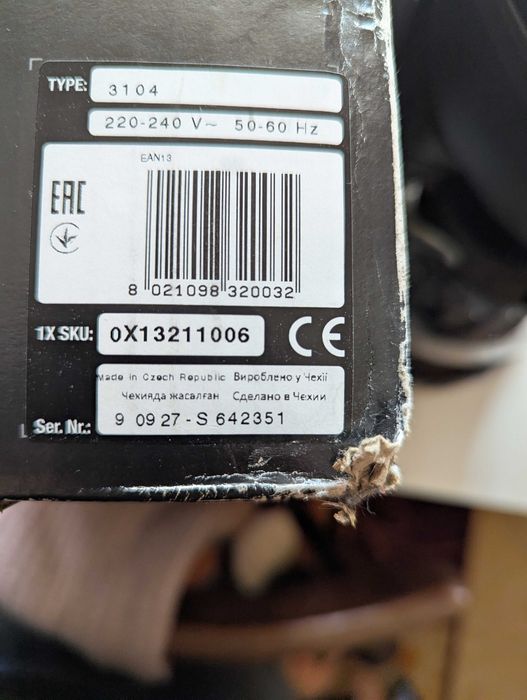 TYPE: 3104
220-240 V~ 50-60 Hz
EAN13
EAC
8 021098 320032
1X SKU: 0X13211006 CE
Made in Czech Republic Вироблено у Чехії
Чехияда жасалған Сделано в Чехии
Ser. Nr.: 9 09 27 - S 642351